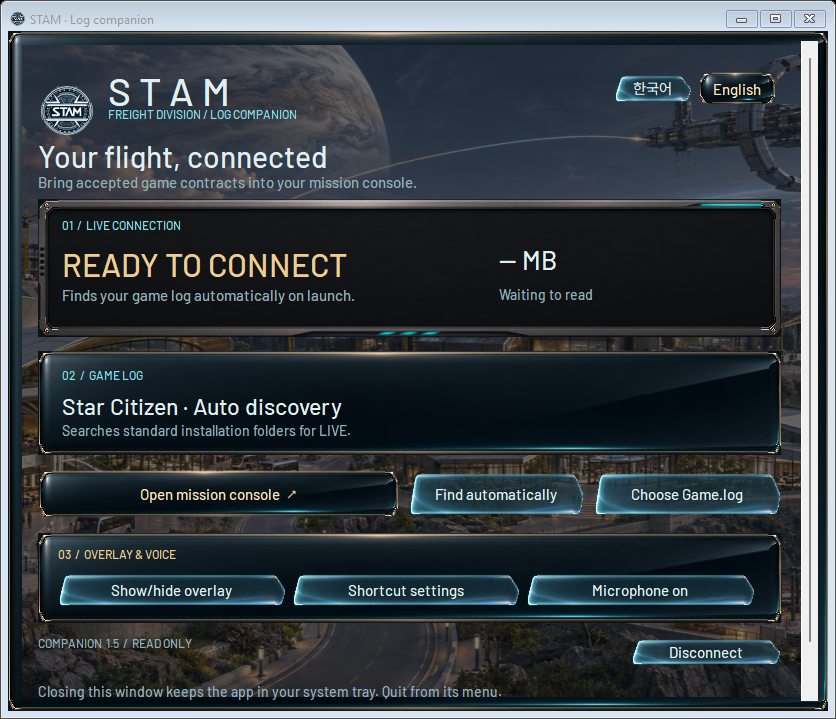 STAM · Log companion
STAM
STAM
한국어
English
FREIGHT DIVISION / LOG COMPANION
Your flight, connected
Bring accepted game contracts into your mission console.
01 / LIVE CONNECTION
READY TO CONNECT
– MB
Finds your game log automatically on launch.
Waiting to read
02 / GAME LOG
Star Citizen · Auto discovery
Searches standard installation folders for LIVE.
Open mission console ↗
Find automatically
Choose Game.log
03 / OVERLAY & VOICE
Show/hide overlay
Shortcut settings
Microphone on
COMPANION 1.5 / READ ONLY
Disconnect
Closing this window keeps the app in your system tray. Quit from its menu.